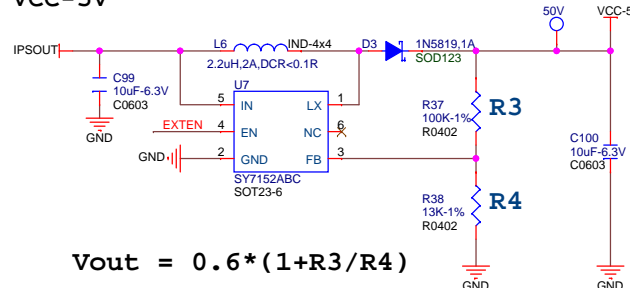 VCC-5V
50V
VCC-5
IPSOUT
L6
IND-4x4
D3
1N5819,1A
SOD123
2.2uH,2A,DCR<0.1R
C99
10uF-6.3V
C0603
GND
U7
5
IN
LX
1
EXTEN
4
EN
NC
6
GND
2
GND
FB
3
SY7152ABC
SOT23-6
R37
100K-1%
R0402
R3
C100
10uF-6.3V
C0603
R38
13K-1%
R0402
R4
Vout = 0.6*(1+R3/R4)
GND
GND